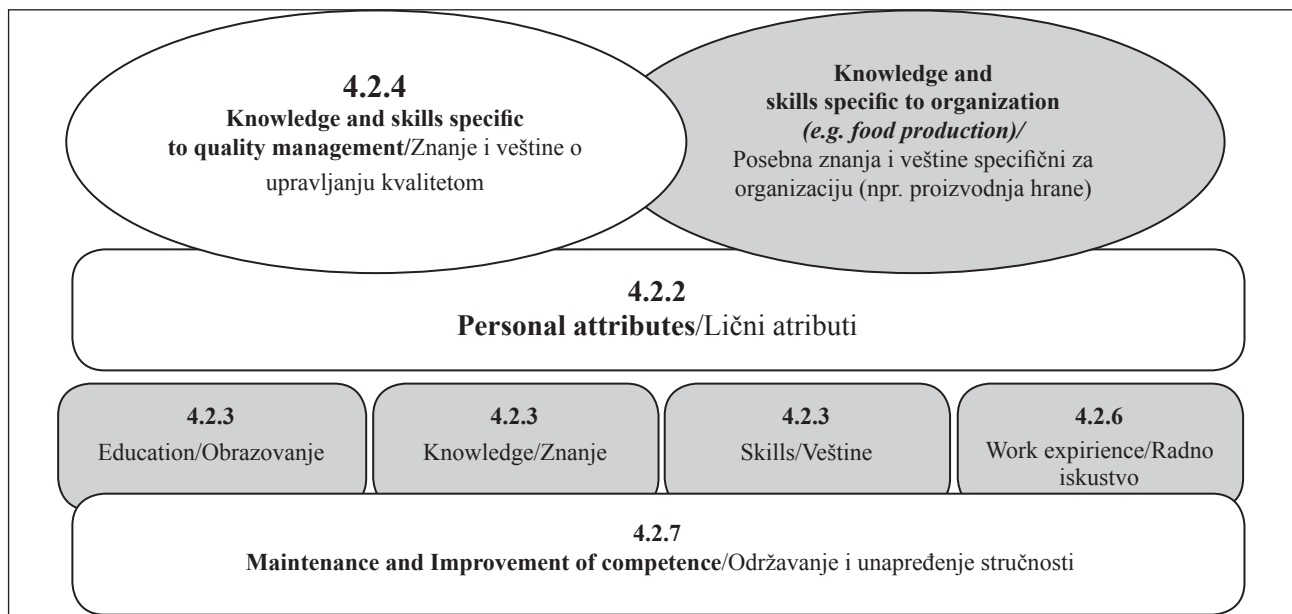 4.2.4
Knowledge and skills specific
to quality management/Znanje i veštine o
upravljanju kvalitetom
Knowledge and
skills specific to organization
(e.g. food production)/
Posebna znanja i veštine specifični za
organizaciju (npr. proizvodnja hrane)
4.2.2
Personal attributes/Lični atributi
4.2.3
Education/Obrazovanje
4.2.3
Knowledge/Znanje
4.2.3
Skills/Veštine
4.2.6
Work expirience/Radno
iskustvo
4.2.7
Maintenance and Improvement of competence/Održavanje i unapređenje stručnosti